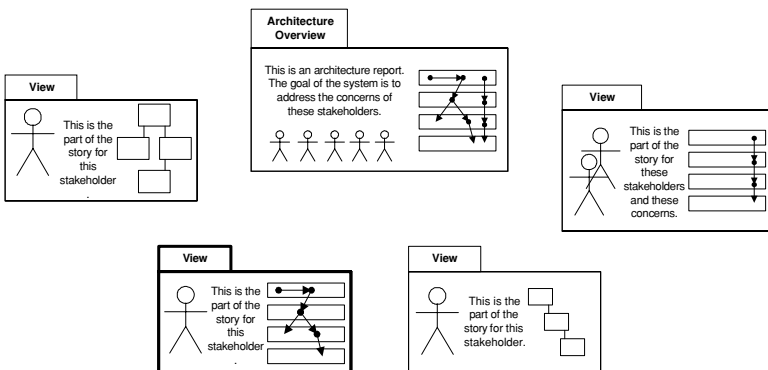 Architecture
Overview
This is an architecture report.
The goal of the system is to
address the concerns of
these stakeholders.
View
This is the
part of the
story for
this
stakeholder
.
View
This is the
part of the
story for
these
stakeholders
and these
concerns.
View
This is the
part of the
story for
this
stakeholder
.
View
This is the
part of the
story for this
stakeholder.